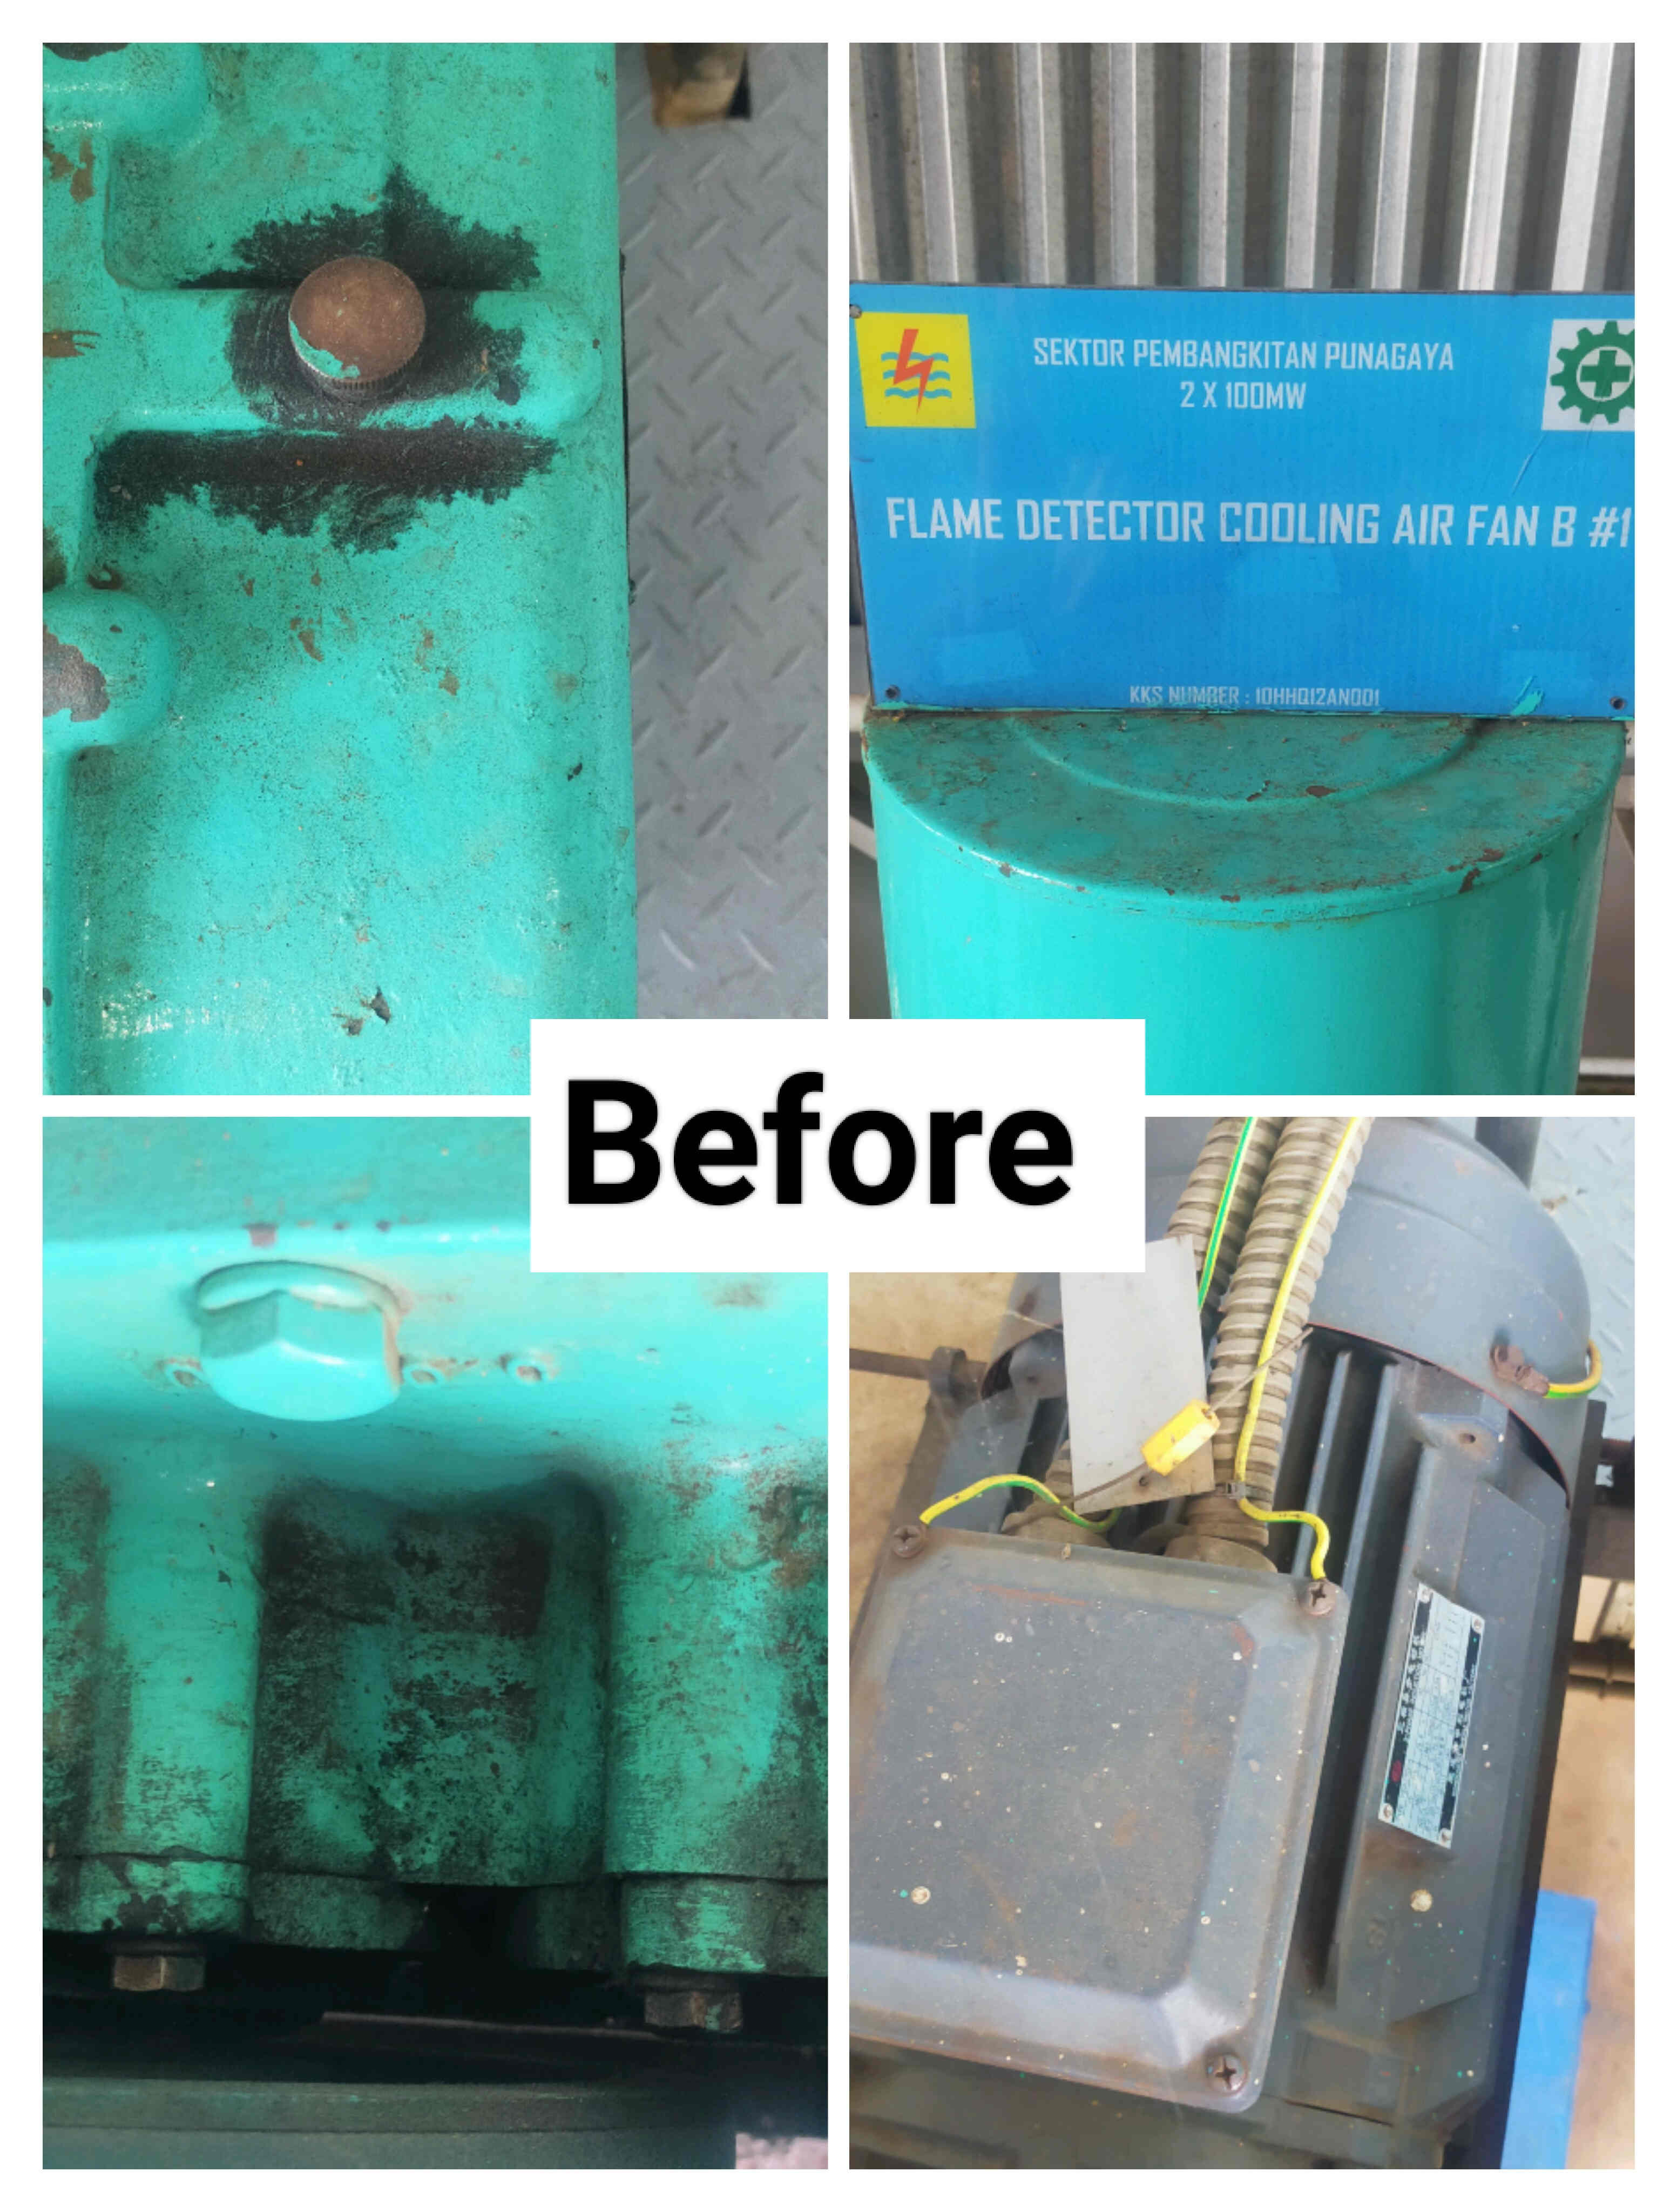 SEKTOR PEMBANGKITAN PUNAGAYA
2 X 100MW
FLAME DETECTOR COOLING AIR FAN B #1
KKS NUMBER : 10HHQ12AN001
Before